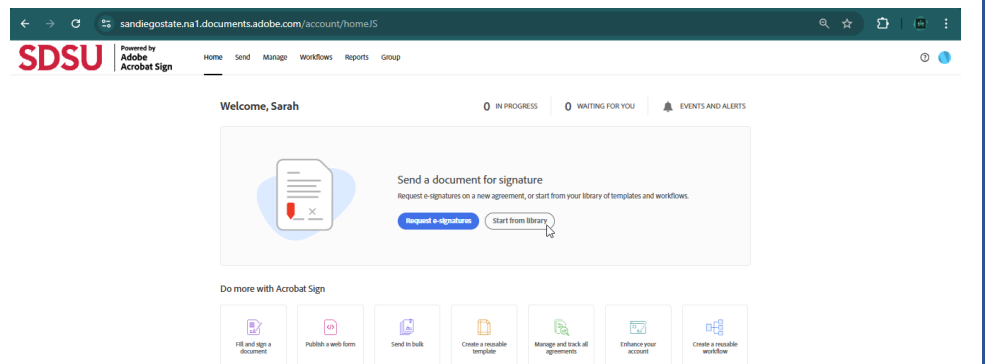 sandiegostate.na1.documents.adobe.com/account/homeJS
SDSU
Powered by
Adobe
Acrobat Sign
Home Send Manage Workflows Reports Group
Welcome, Sarah
0 IN PROGRESS
0 WAITING FOR YOU
EVENTS AND ALERTS
Send a document for signature
Request e-signatures on a new agreement, or start from your library of templates and workflows.
Request e-signatures
Start from library
Do more with Acrobat Sign
Fill and sign a
document
Publish a web form
Send in bulk
Create a reusable
template
Manage and track all
agreements
Enhance your
account
Create a reusable
workflow